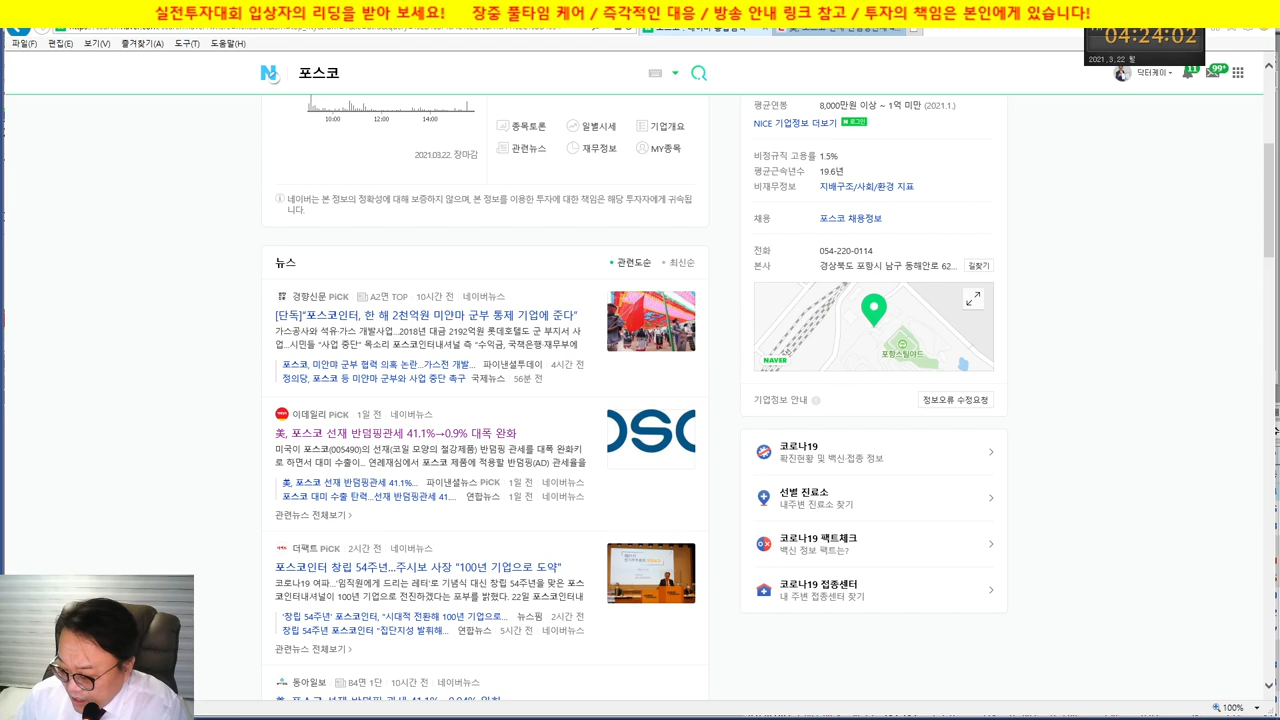 실전투자대회 입상자의 리딩을 받아 보세요! 장중 풀타임 케어 / 즉각적인 대응 / 방송 안내 링크 참고 / 투자의 책임은 본인에게 있습니다!
파일(F) 편집(E) 보기(V) 즐겨찾기(A) 도구(T) 도움말(H)
04:24:02
2021. 3.22 월
포스코
닥터케이
11
99+
10:00 12:00 14:00
2021.03.22. 장마감
종목토론 일별시세 기업개요
관련뉴스 재무정보 MY종목
네이버는 본 정보의 정확성에 대해 보증하지 않으며, 본 정보를 이용한 투자에 대한 책임은 해당 투자자에게 귀속됩
니다.
뉴스
관련도순 최신순
경향신문 PiCK A2면 TOP 10시간 전 네이버뉴스
[단독]“포스코인터, 한 해 2천억원 미얀마 군부 통제 기업에 준다”
가스공사와 석유·가스 개발사업...2018년 대금 2192억원 롯데호텔도 군 부지서 사
업...시민들 “사업 중단” 목소리 포스코인터내셔널 측 “수익금, 국책은행·재무부에
포스코, 미얀마 군부 협력 의혹 논란...가스전 개발... 파이낸셜투데이 4시간 전
정의당, 포스코 등 미얀마 군부와 사업 중단 촉구 국제뉴스 56분 전
이데일리 PiCK 1일 전 네이버뉴스
美, 포스코 선재 반덤핑관세 41.1%→0.9% 대폭 완화
미국이 포스코(005490)의 선재(코일 모양의 철강제품) 반덤핑 관세를 대폭 완화키
로 하면서 대미 수출이... 연례재심에서 포스코 제품에 적용할 반덤핑(AD) 관세율을
美, 포스코 선재 반덤핑관세 41.1%... 파이낸셜뉴스 PiCK 1일 전 네이버뉴스
포스코 대미 수출 탄력...선재 반덤핑관세 41.... 연합뉴스 1일 전 네이버뉴스
관련뉴스 전체보기 >
더팩트 PiCK 2시간 전 네이버뉴스
포스코인터 창립 54주년...주시보 사장 “100년 기업으로 도약”
코로나19 여파...'임직원에게 드리는 레터'로 기념식 대신 창립 54주년을 맞은 포스
코인터내셔널이 100년 기업으로 전진하겠다는 포부를 밝혔다. 22일 포스코인터내
'창립 54주년' 포스코인터, “시대적 전환해 100년 기업으로... 뉴스핌 2시간 전
창립 54주년 포스코인터 “집단지성 발휘해... 연합뉴스 5시간 전 네이버뉴스
관련뉴스 전체보기 >
동아일보 B4면 1단 10시간 전 네이버뉴스
평균연봉 8,000만원 이상 ~ 1억 미만 (2021.1.)
NICE 기업정보 더보기 N 로그인
비정규직 고용률 1.5%
평균근속년수 19.6년
비재무정보 지배구조/사회/환경 지표
채용 포스코 채용정보
전화 054-220-0114
본사 경상북도 포항시 남구 동해안로 62... 길찾기
포항스틸야드
NAVER
기업정보 안내 정보오류 수정요청
코로나19
확진현황 및 백신·접종 정보
선별 진료소
내주변 진료소 찾기
코로나19 팩트체크
백신 정보 팩트는?
코로나19 접종센터
내 주변 접종센터 찾기
100%